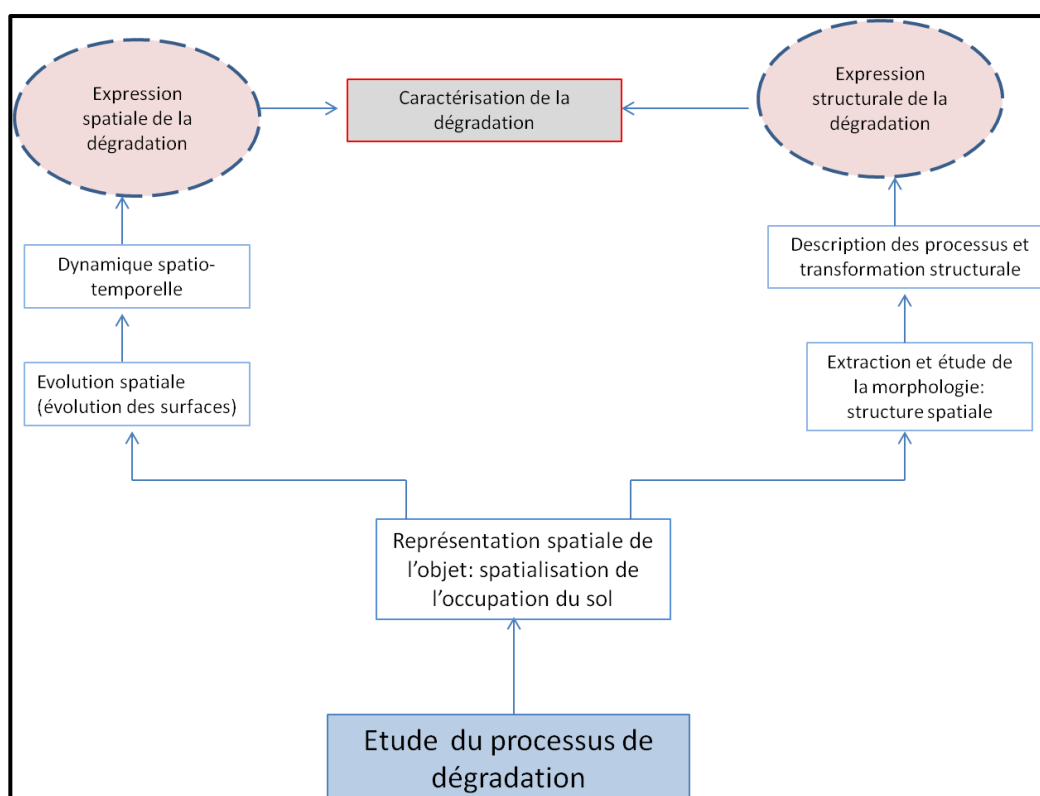 Expression
spatiale de la
dégradation
Caractérisation de la
dégradation
Expression
structurale de la
dégradation
Dynamique spatio-
temporelle
Description des processus et
transformation structurale
Evolution spatiale
(évolution des surfaces)
Extraction et étude de
la morphologie:
structure spatiale
Représentation spatiale de
l’objet: spatialisation de
l’occupation du sol
Etude du processus de
dégradation